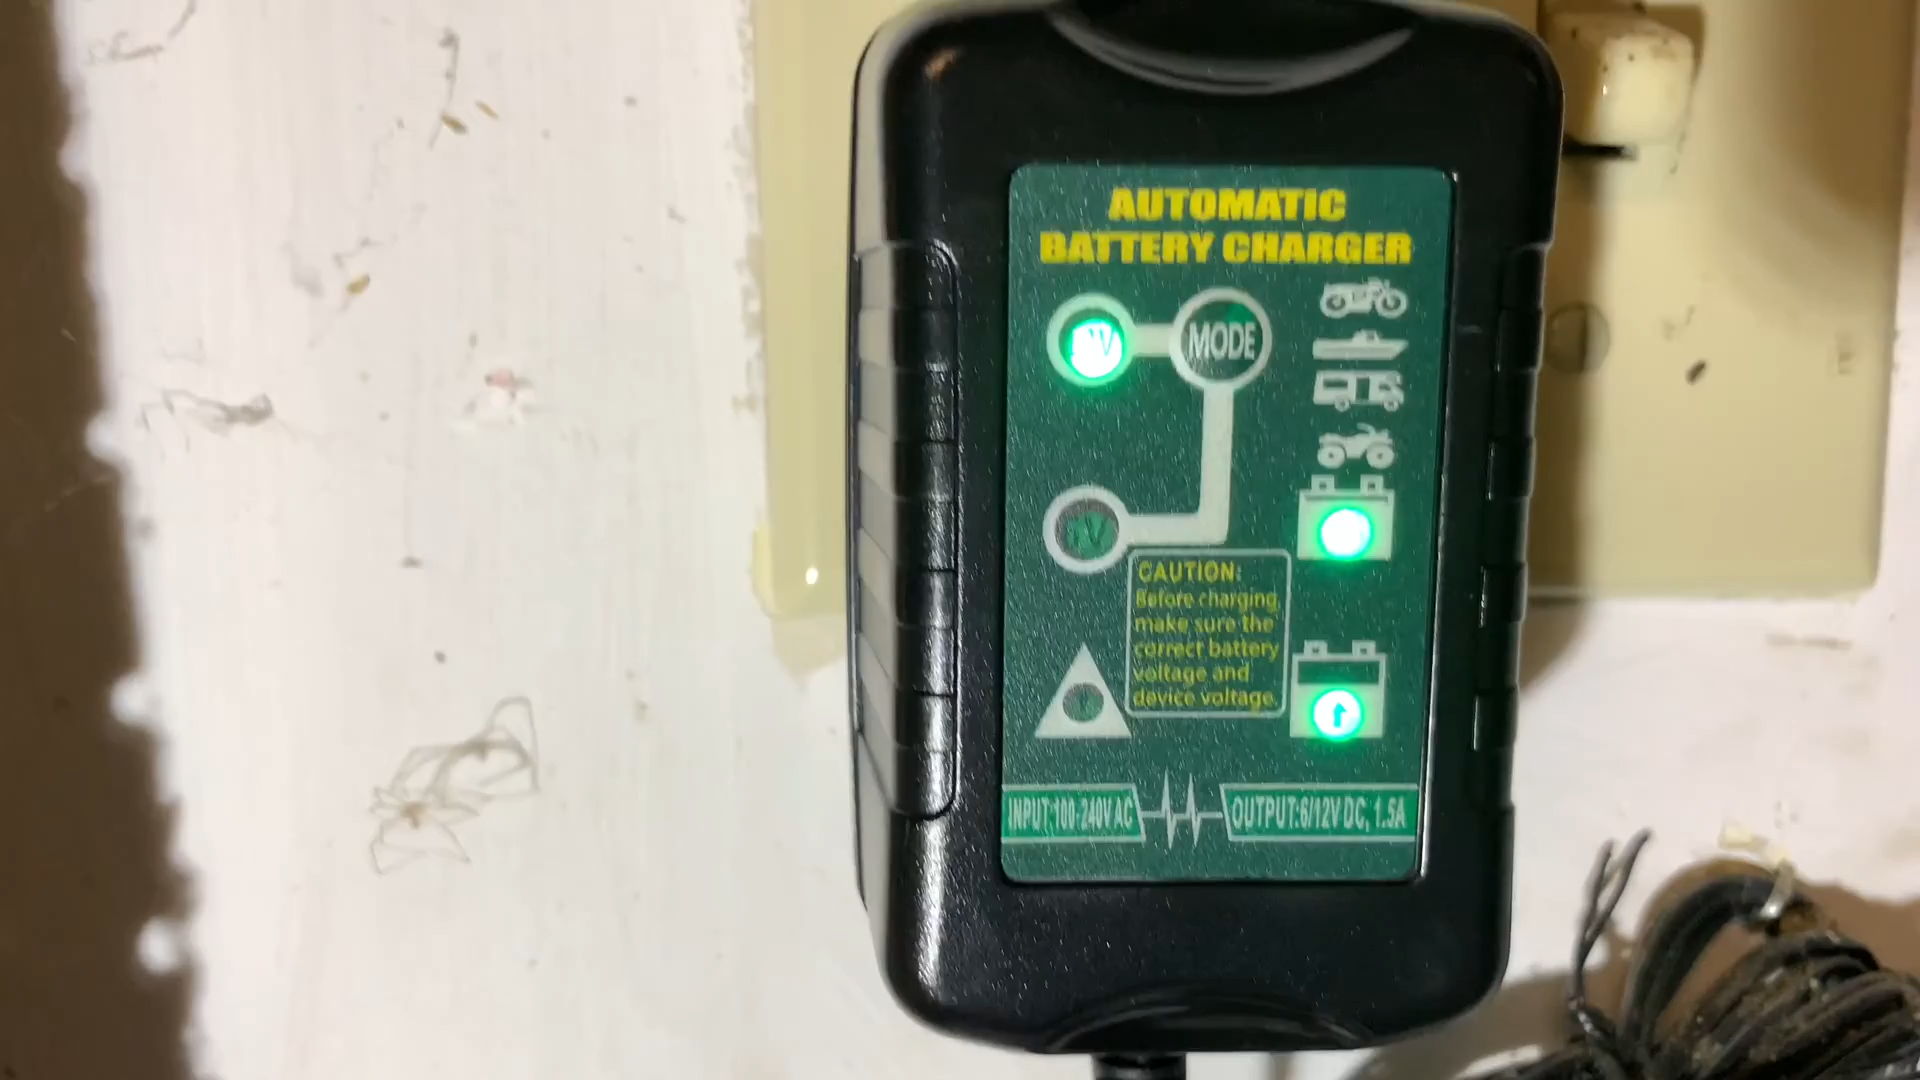 AUTOMATIC
BATTERY CHARGER
MODE
CAUTION:
Before charging,
make sure the
correct battery
voltage and
device voltage.
INPUT:100-240V AC
OUTPUT:6/12V DC, 1.5A